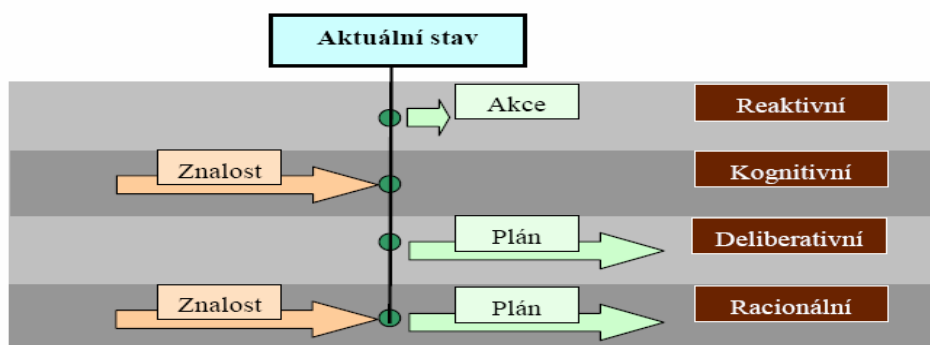 Aktuální stav
Akce
Reaktivní
Znalost
Kognitivní
Plán
Deliberativní
Znalost
Plán
Racionální